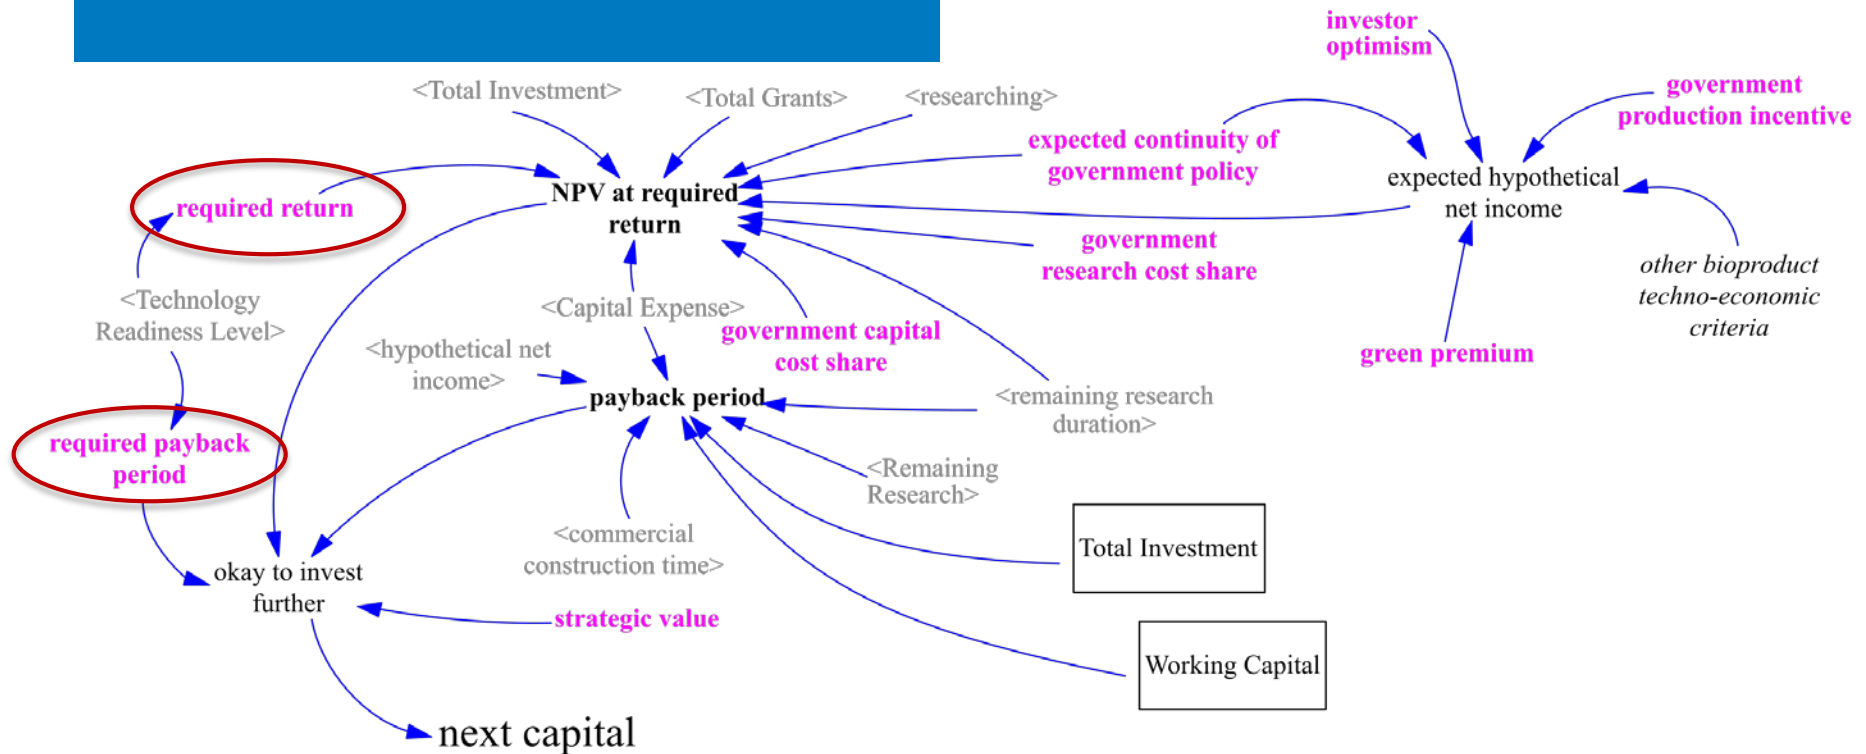 investor
optimism
<Total Investment>
<Total Grants>
<researching>
government
production incentive
expected continuity of
government policy
required return
NPV at required
return
expected hypothetical
net income
government
research cost share
other bioproduct
techno-economic
criteria
<Technology
Readiness Level>
<Capital Expense>
government capital
cost share
green premium
<hypothetical net
income>
payback period
<remaining research
duration>
required payback
period
<Remaining
Research>
<commercial
construction time>
Total Investment
okay to invest
further
strategic value
Working Capital
next capital